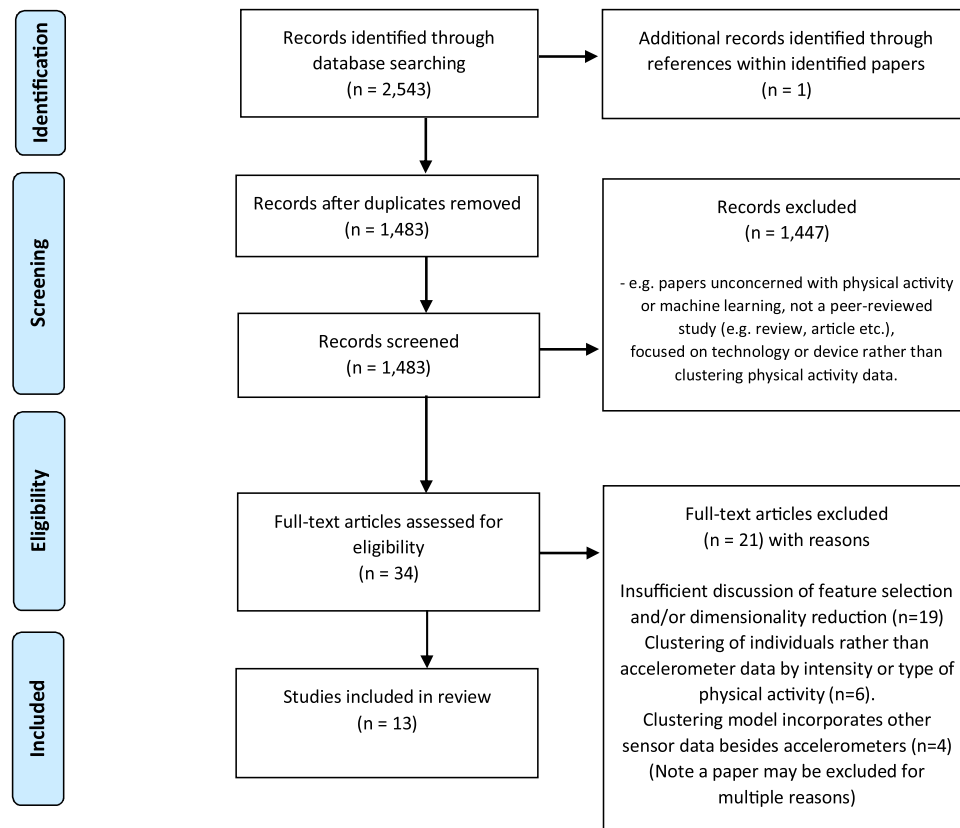 Identification
Records identified through
database searching
(n = 2,543)
Additional records identified through
references within identified papers
(n = 1)
Screening
Records after duplicates removed
(n = 1,483)
Records screened
(n = 1,483)
Records excluded
(n = 1,447)
- e.g. papers unconcerned with physical activity
or machine learning, not a peer-reviewed
study (e.g. review, article etc.),
focused on technology or device rather than
clustering physical activity data.
Eligibility
Full-text articles assessed for
eligibility
(n = 34)
Full-text articles excluded
(n = 21) with reasons
Insufficient discussion of feature selection
and/or dimensionality reduction (n=19)
Clustering of individuals rather than
accelerometer data by intensity or type of
physical activity (n=6).
Clustering model incorporates other
sensor data besides accelerometers (n=4)
(Note a paper may be excluded for
multiple reasons)
Included
Studies included in review
(n = 13)